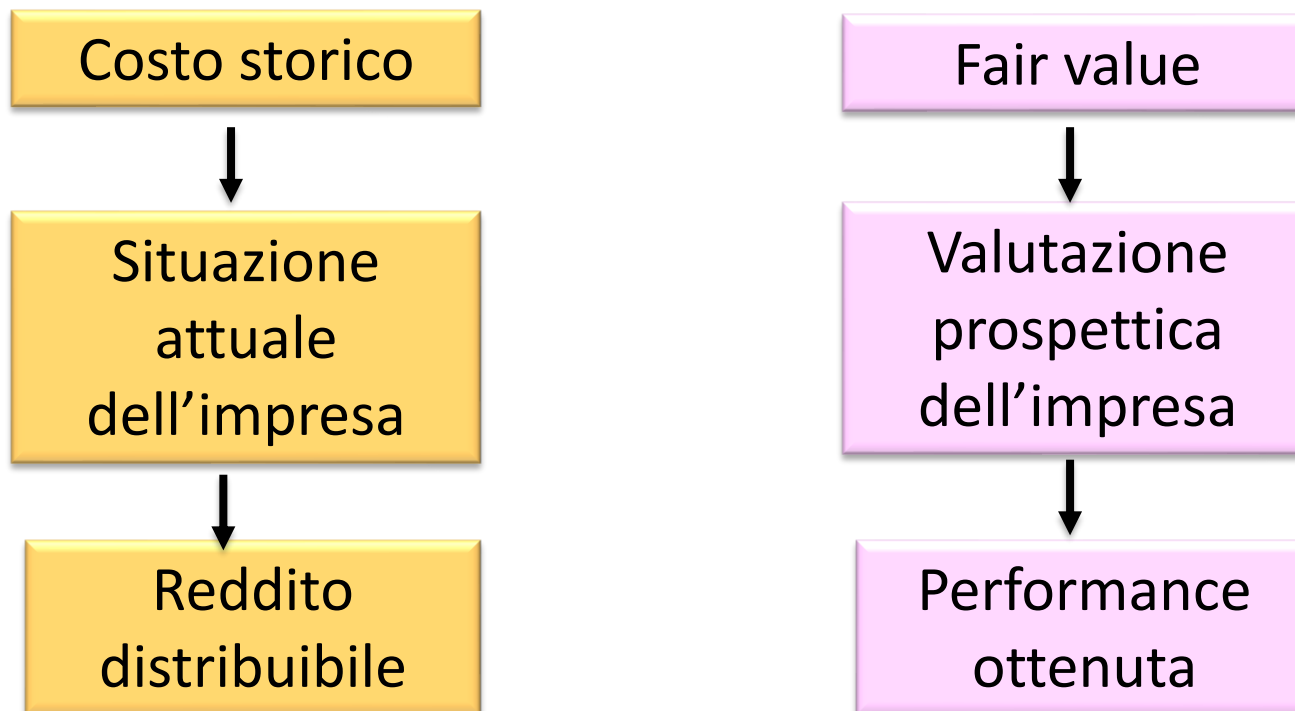 Costo storico
Situazione
attuale
dell’impresa
Reddito
distribuibile
Fair value
Valutazione
prospettica
dell’impresa
Performance
ottenuta